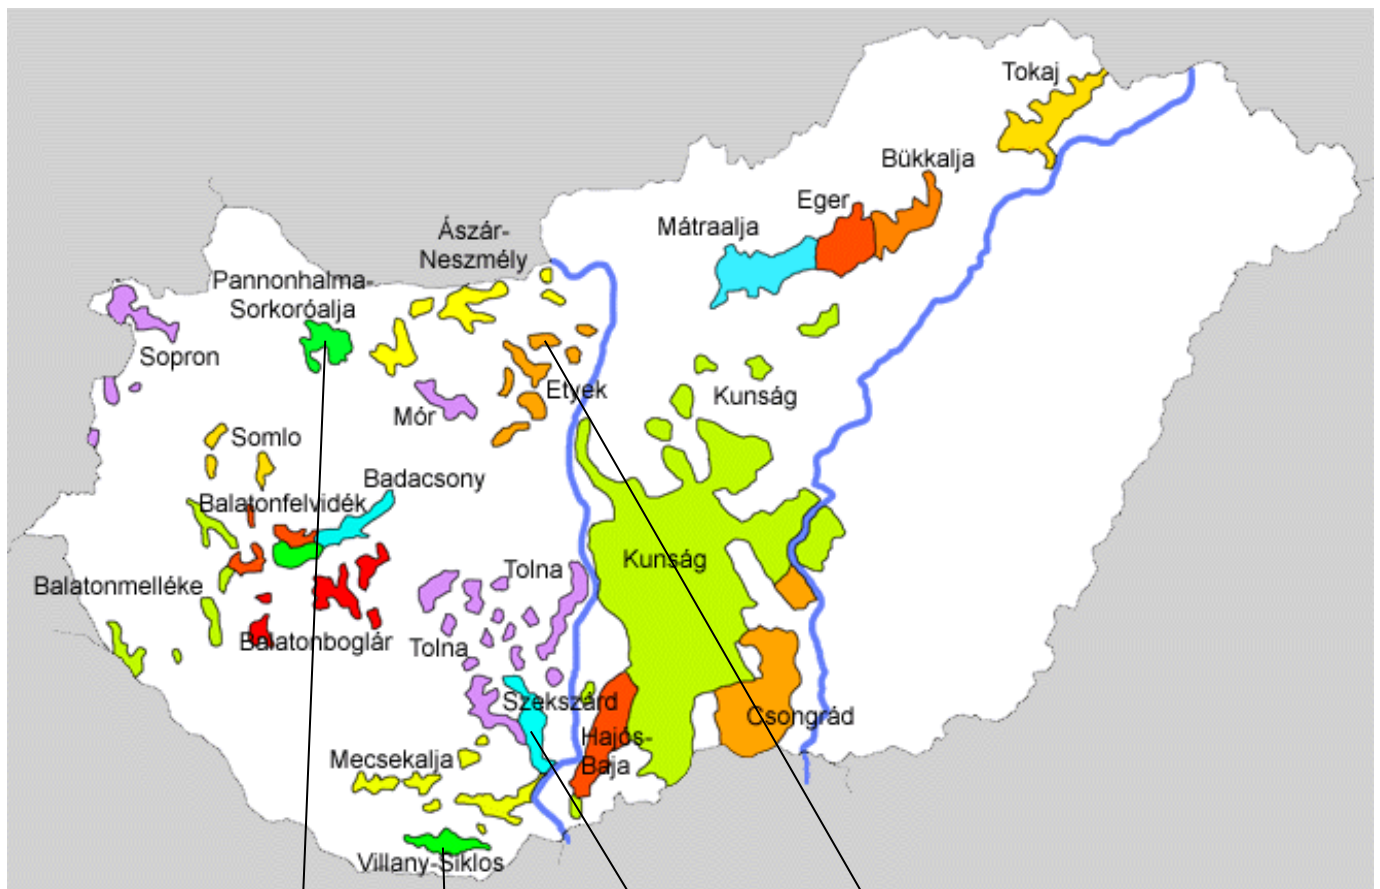 Tokaj
Bükkalja
Eger
Mátraalja
Ászár-
Neszmély
Pannonhalma-
Sorkoróalja
Sopron
Etyek
Kunság
Mór
Somlo
Badacsony
Balatonfelvidék
Kunság
Tolna
Balatonmelléke
Balatonboglár
Tolna
Szekszárd
Csongrád
Hajós-
Baja
Mecsekalja
Villany-Siklos